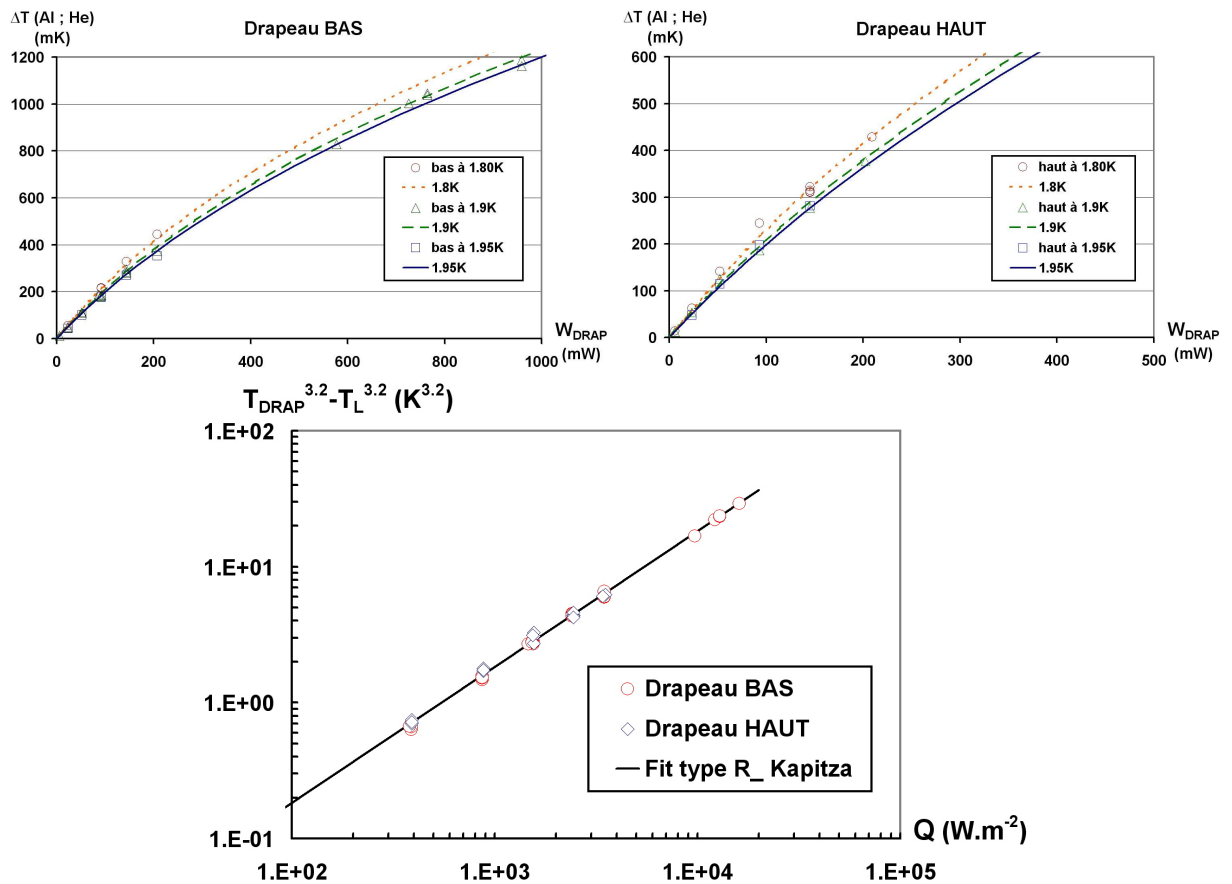 ΔT (Al ; He)
(mK)
Drapeau BAS
1200
1000
800
600
400
200
0
bas à 1.80K
1.8K
bas à 1.9K
1.9K
bas à 1.95K
1.95K
0 200 400 600 800 1000
W_DRAP
(mW)
ΔT (Al ; He)
(mK)
Drapeau HAUT
600
500
400
300
200
100
0
haut à 1.80K
1.8K
haut à 1.9K
1.9K
haut à 1.95K
1.95K
0 100 200 300 400 500
W_DRAP
(mW)
T_DRAP^3.2-T_L^3.2 (K^3.2)
1.E+02
1.E+01
1.E+00
1.E-01
Drapeau BAS
Drapeau HAUT
Fit type R_ Kapitza
Q (W.m^-2)
1.E+02 1.E+03 1.E+04 1.E+05